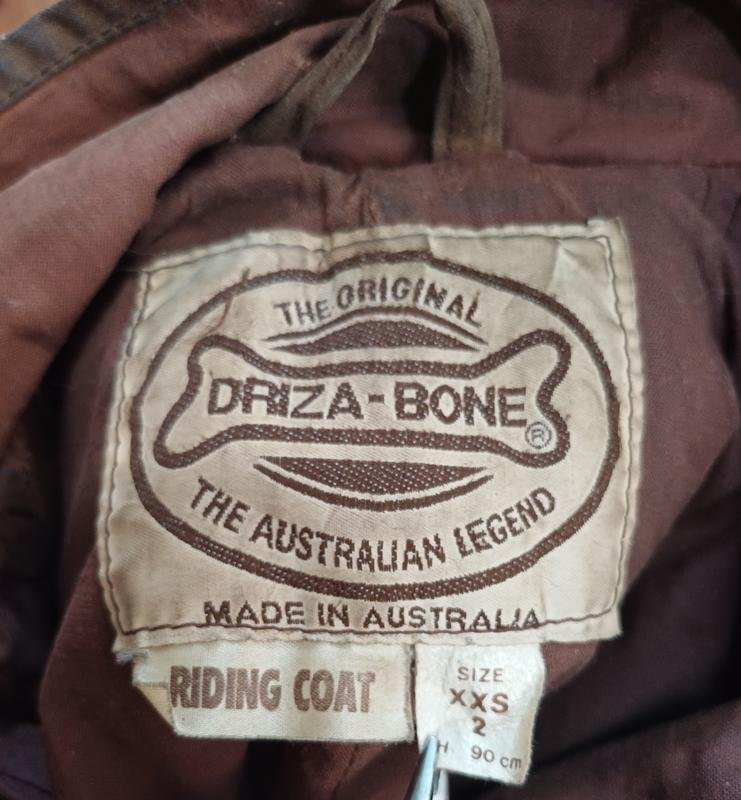 THE ORIGINAL
DRIZA-BONE®
THE AUSTRALIAN LEGEND
MADE IN AUSTRALIA
RIDING COAT
SIZE
XXS
2
H 90 cm